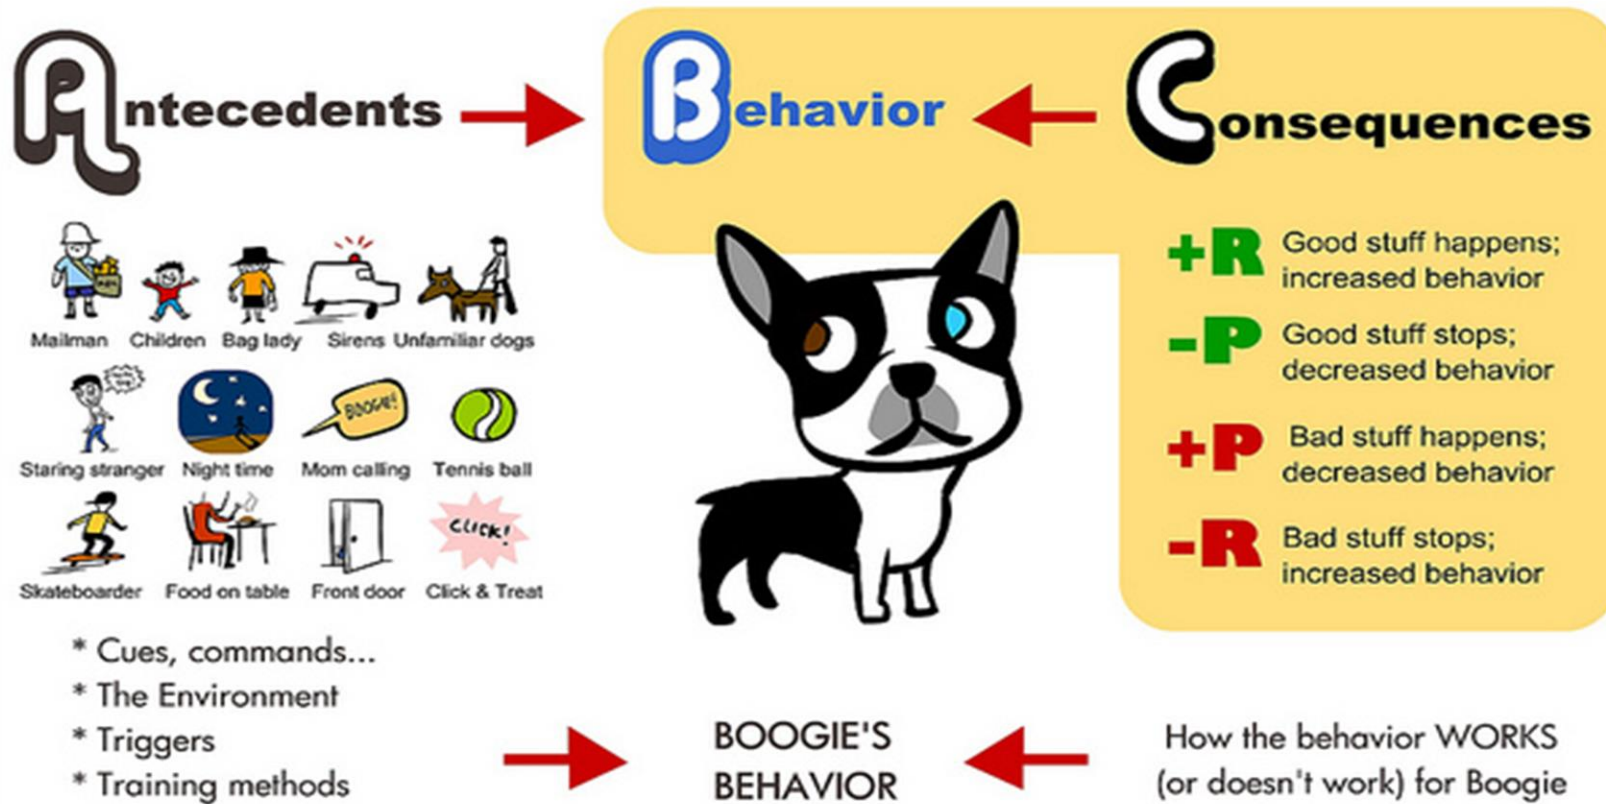 Antecedents
Behavior
Consequences
Mailman
Children
Bag lady
Sirens
Unfamiliar dogs
Staring stranger
Night time
BOOGIE!
Mom calling
Tennis ball
Skateboarder
Food on table
Front door
CLICK!
Click & Treat
* Cues, commands...
* The Environment
* Triggers
* Training methods
BOOGIE'S
BEHAVIOR
+R Good stuff happens;
increased behavior
-P Good stuff stops;
decreased behavior
+P Bad stuff happens;
decreased behavior
-R Bad stuff stops;
increased behavior
How the behavior WORKS
(or doesn't work) for Boogie